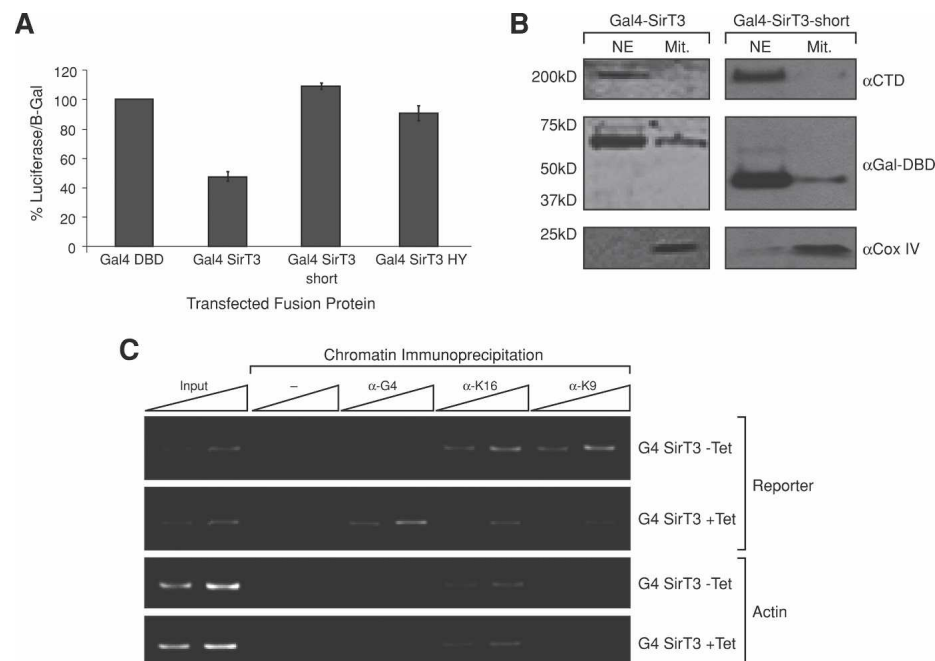 A
120
100
80
60
40
20
0
% Luciferase/B-Gal
Gal4 DBD
Gal4 SirT3
Gal4 SirT3
short
Gal4 SirT3 HY
Transfected Fusion Protein
B
Gal4-SirT3
Gal4-SirT3-short
NE Mit. NE Mit.
200kD
αCTD
75kD
50kD
37kD
αGal-DBD
25kD
αCox IV
C
Chromatin Immunoprecipitation
Input – α-G4 α-K16 α-K9
G4 SirT3 -Tet
Reporter
G4 SirT3 +Tet
G4 SirT3 -Tet
Actin
G4 SirT3 +Tet